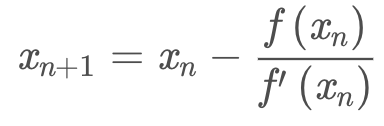 x_{n+1} = x_n - \frac{f(x_n)}{f'(x_n)}